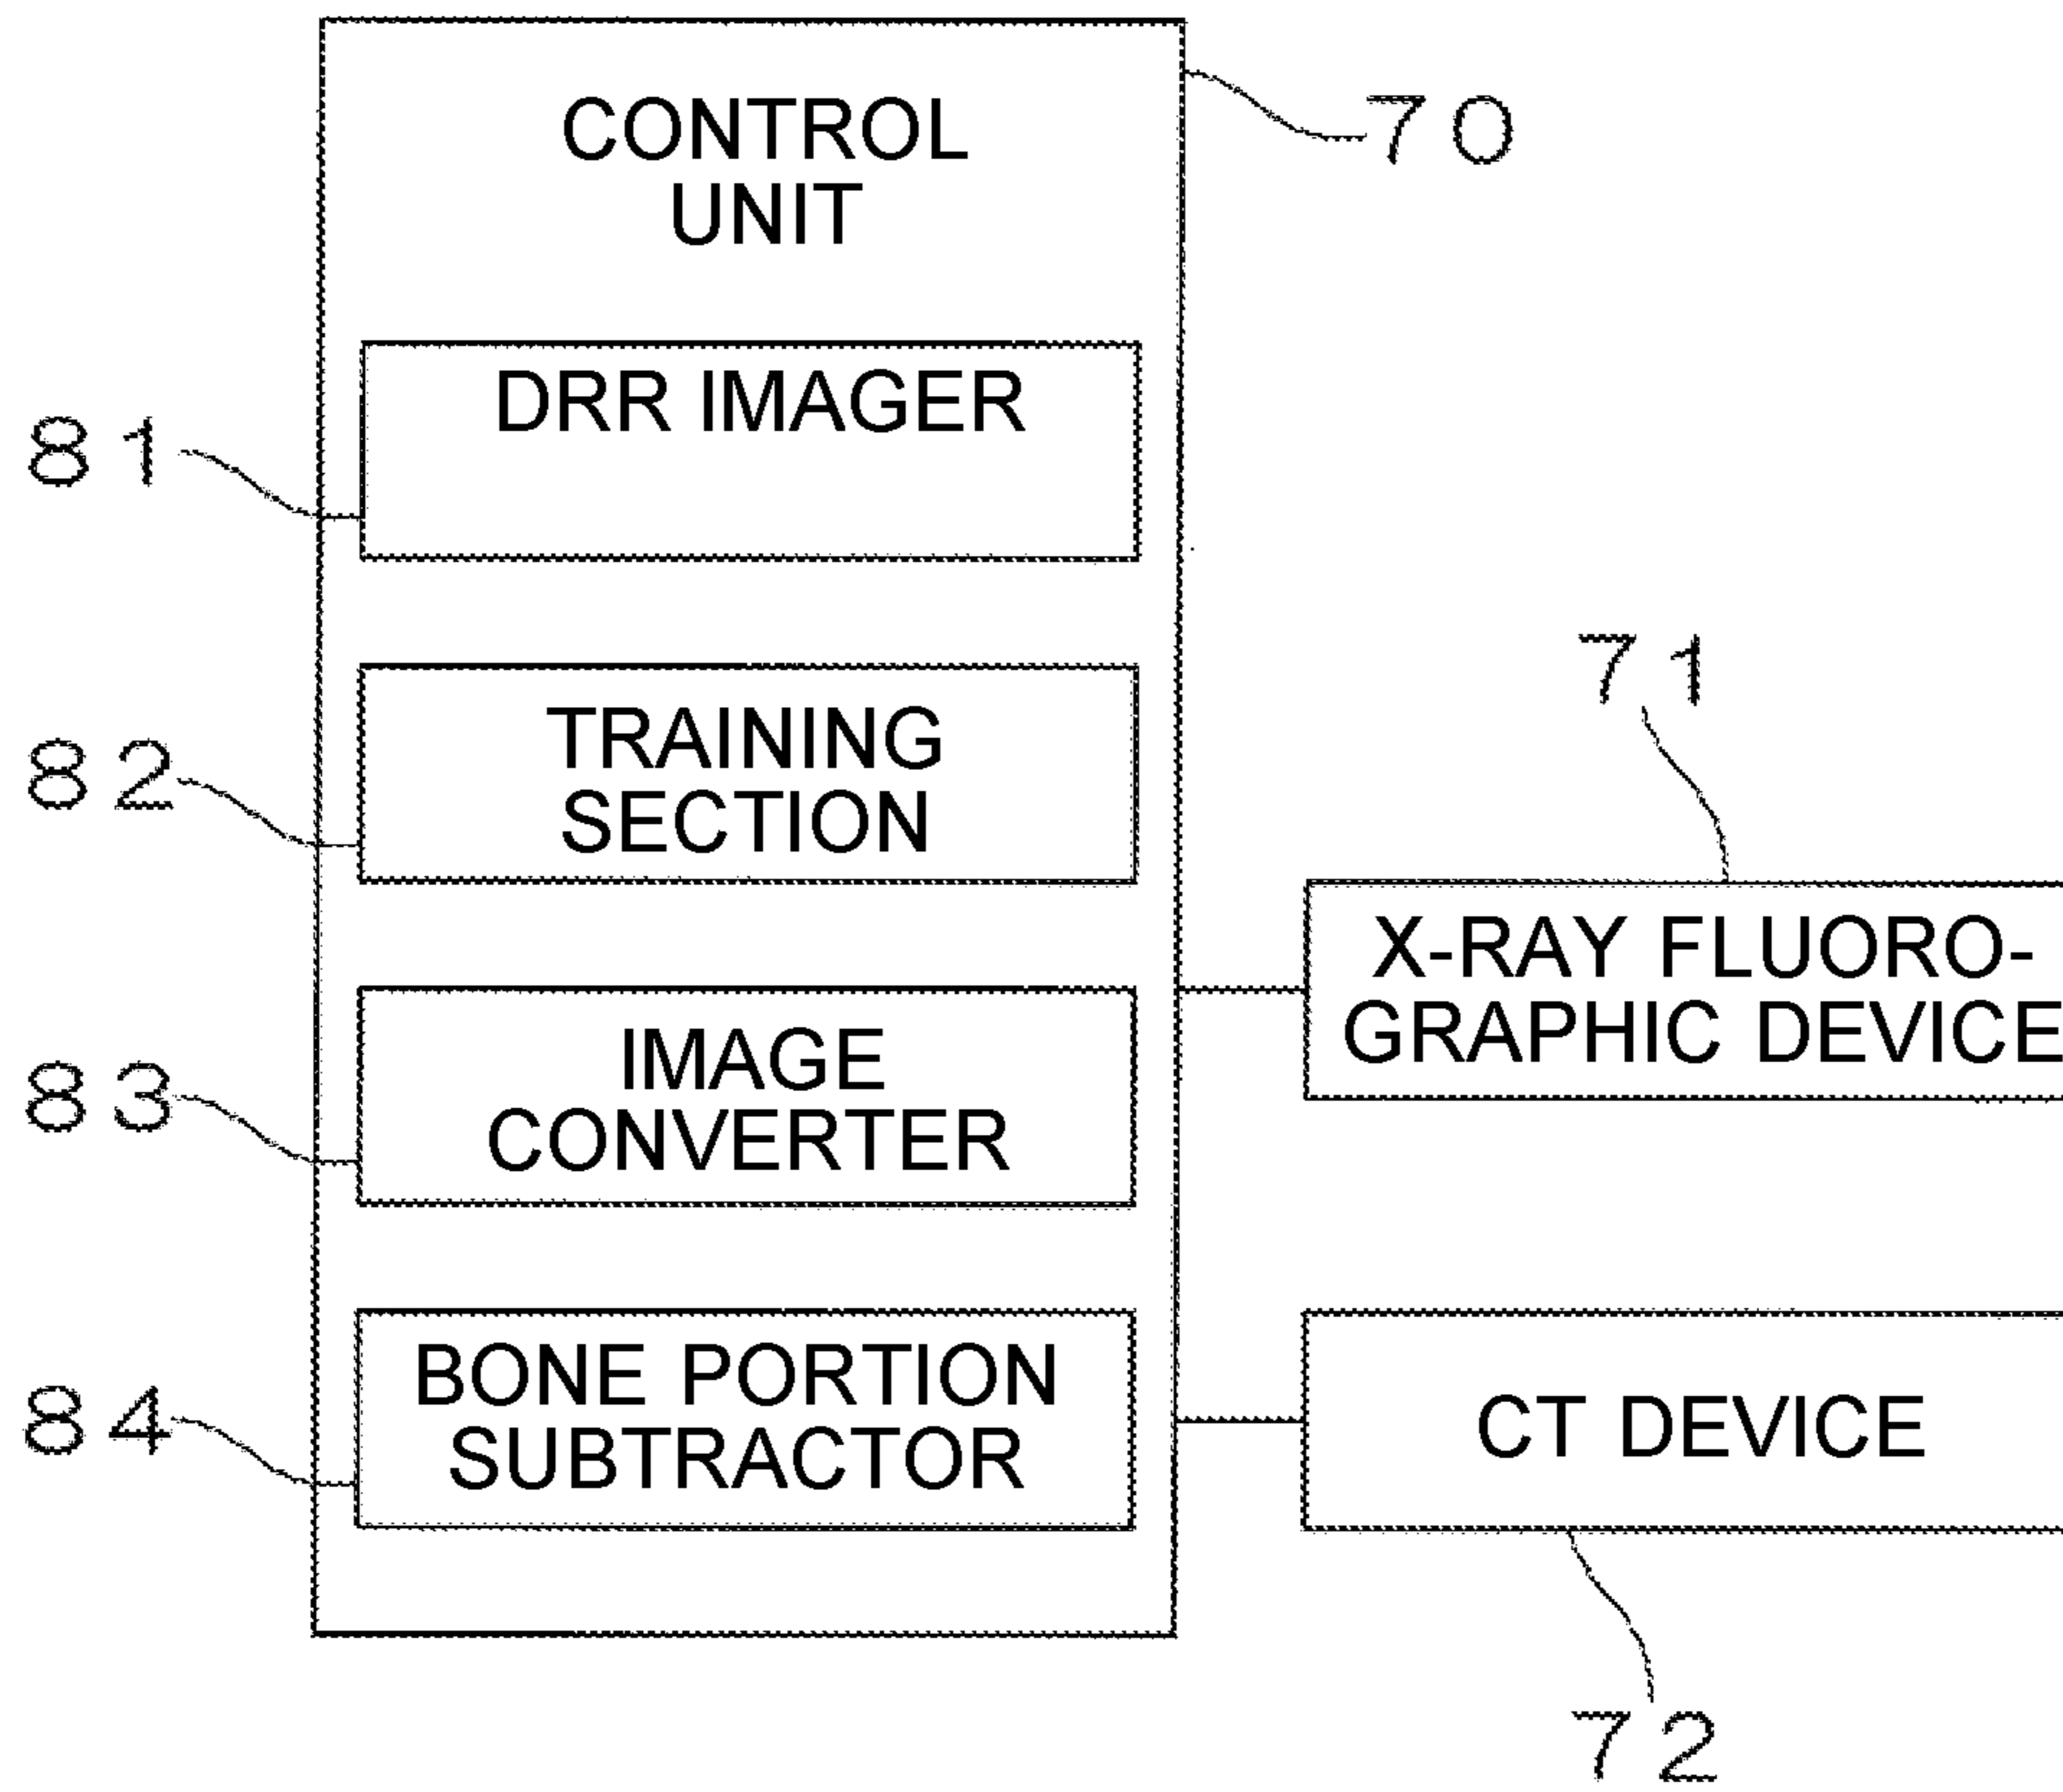 CONTROL
UNIT
70
DRR IMAGER
81
TRAINING
SECTION
82
71
X-RAY FLUORO-
GRAPHIC DEVICE
IMAGE
CONVERTER
83
BONE PORTION
SUBTRACTOR
84
CT DEVICE
72